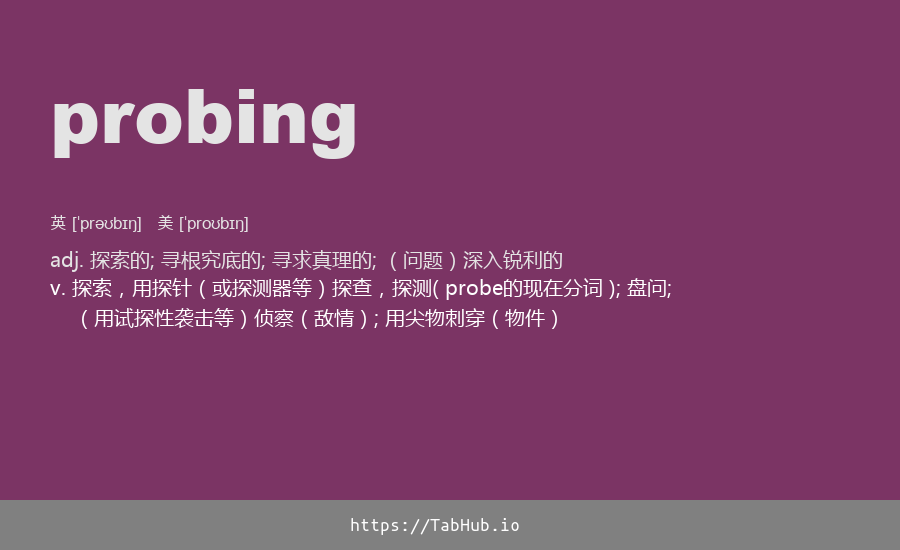 probing
英 [ˈprəʊbɪŋ] 美 [ˈproʊbɪŋ]
adj. 探索的; 寻根究底的; 寻求真理的; （问题）深入锐利的
v. 探索，用探针（或探测器等）探查，探测( probe的现在分词 ); 盘问;
（用试探性袭击等）侦察（敌情）; 用尖物刺穿（物件）
https://TabHub.io